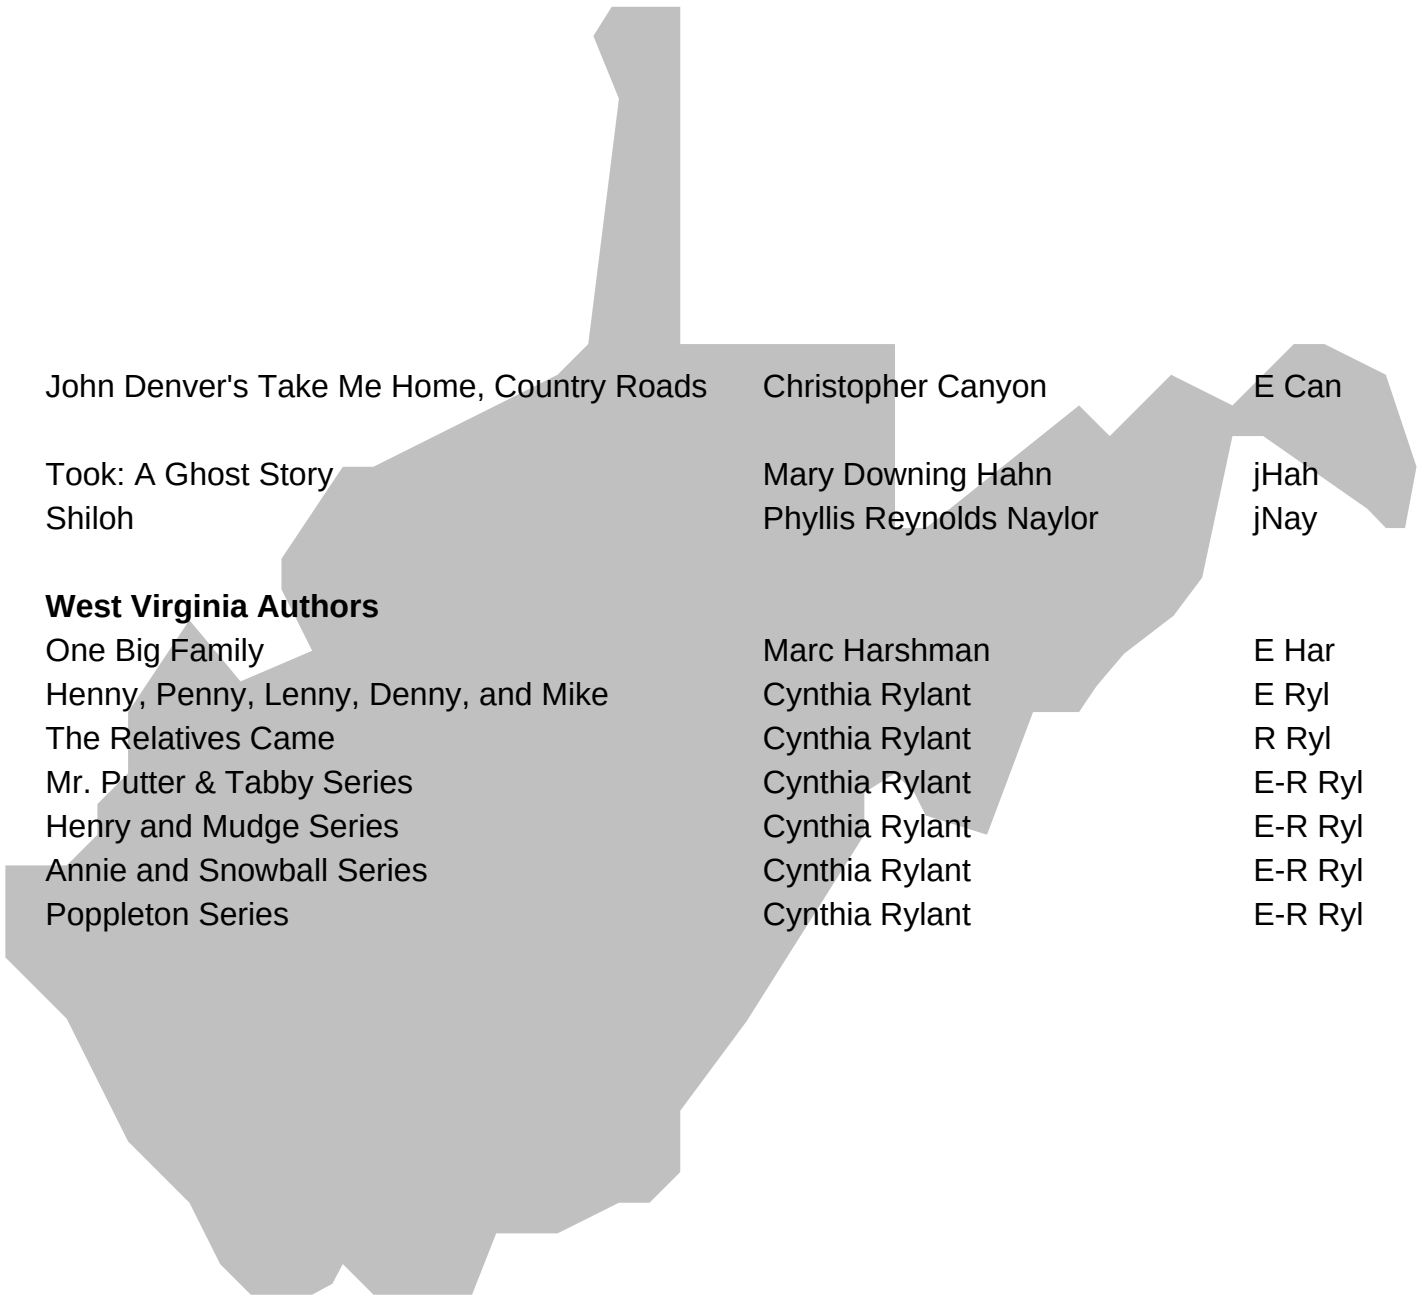 John Denver's Take Me Home, Country Roads Christopher Canyon E Can
Took: A Ghost Story Mary Downing Hahn jHah
Shiloh Phyllis Reynolds Naylor jNay
West Virginia Authors
One Big Family Marc Harshman E Har
Henny, Penny, Lenny, Denny, and Mike Cynthia Rylant E Ryl
The Relatives Came Cynthia Rylant R Ryl
Mr. Putter & Tabby Series Cynthia Rylant E-R Ryl
Henry and Mudge Series Cynthia Rylant E-R Ryl
Annie and Snowball Series Cynthia Rylant E-R Ryl
Poppleton Series Cynthia Rylant E-R Ryl